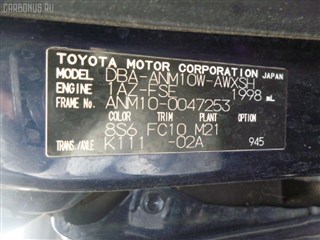 TOYOTA MOTOR CORPORATION JAPAN
MODEL DBA-ANM10W-AWXSH
ENGINE 1AZ-FSE 1998 mL
FRAME No. ANM10-0047253
COLOR TRIM PLANT OPTION
8S6 FC10 M21
TRANS./AXLE K111 -02A 945